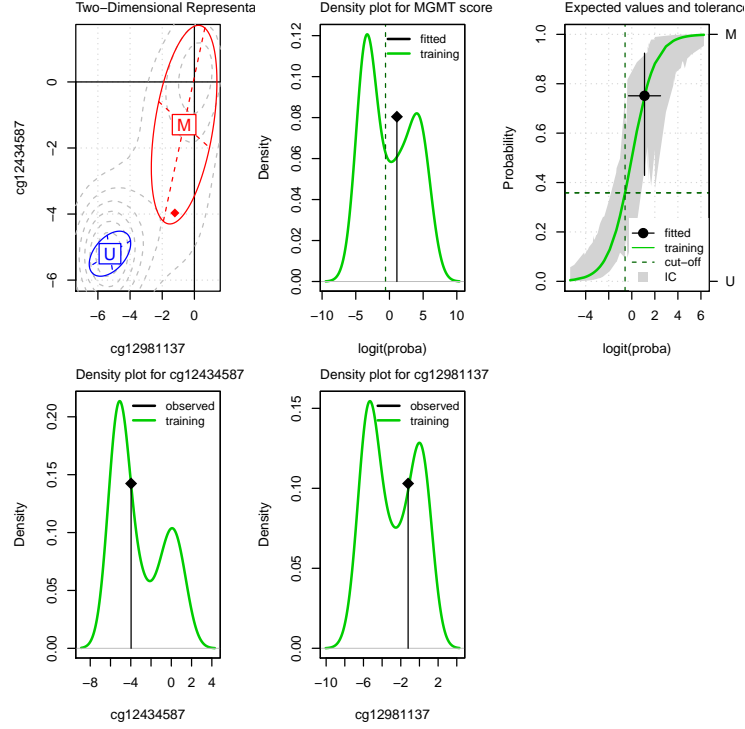 Two−Dimensional Representa
cg12434587
0
−2
−4
−6
M
U
−6
−4
−2
0
cg12981137
Density plot for MGMT score
Density
0.12
0.10
0.08
0.06
0.04
0.02
0.00
fitted
training
−10
−5
0
5
10
logit(proba)
Expected values and tolerance
Probability
1.0
0.8
0.6
0.4
0.2
0.0
M
U
fitted
training
cut−off
IC
−4
0
2
4
6
logit(proba)
Density plot for cg12434587
Density
0.20
0.15
0.10
0.05
0.00
observed
training
−8
−4
0
2
4
cg12434587
Density plot for cg12981137
Density
0.15
0.10
0.05
0.00
observed
training
−10
−6
−2
2
cg12981137